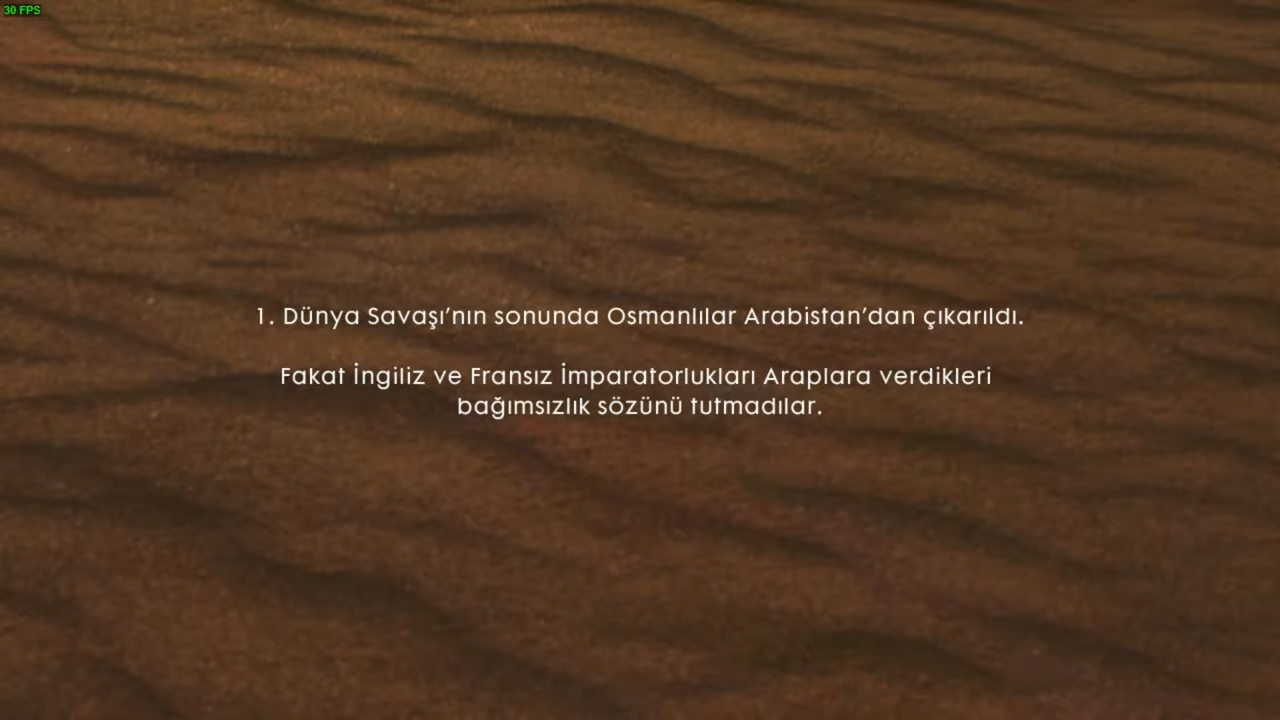 30 FPS
1. Dünya Savaşı’nın sonunda Osmanlılar Arabistan’dan çıkarıldı.
Fakat İngiliz ve Fransız İmparatorlukları Araplara verdikleri
bağımsızlık sözünü tutmadılar.